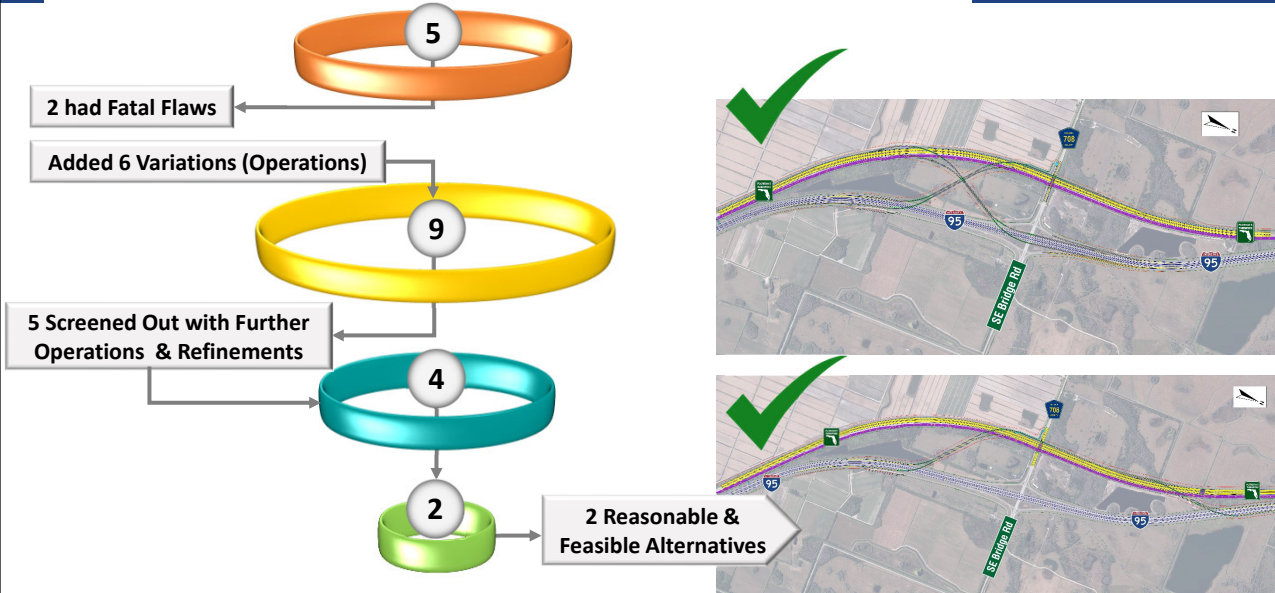 5
2 had Fatal Flaws
Added 6 Variations (Operations)
9
5 Screened Out with Further
Operations & Refinements
4
2
2 Reasonable &
Feasible Alternatives
708
95
95
SE Bridge Rd
N
708
95
95
SE Bridge Rd
N